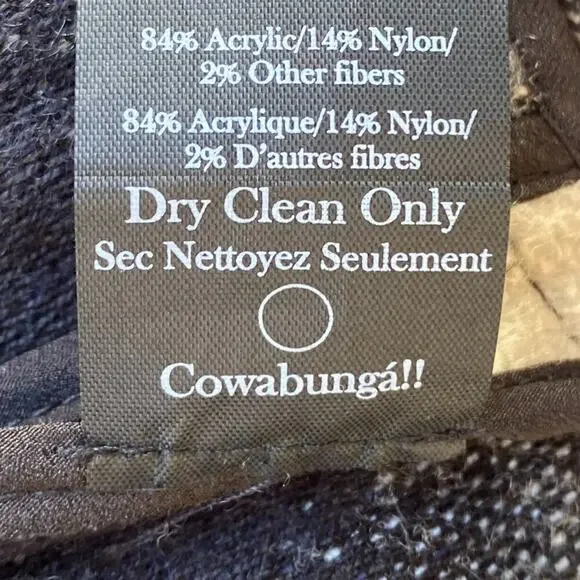 84% Acrylic/14% Nylon/
2% Other fibers
84% Acrylique/14% Nylon/
2% D'autres fibres
Dry Clean Only
Sec Nettoyez Seulement
Cowabungá!!